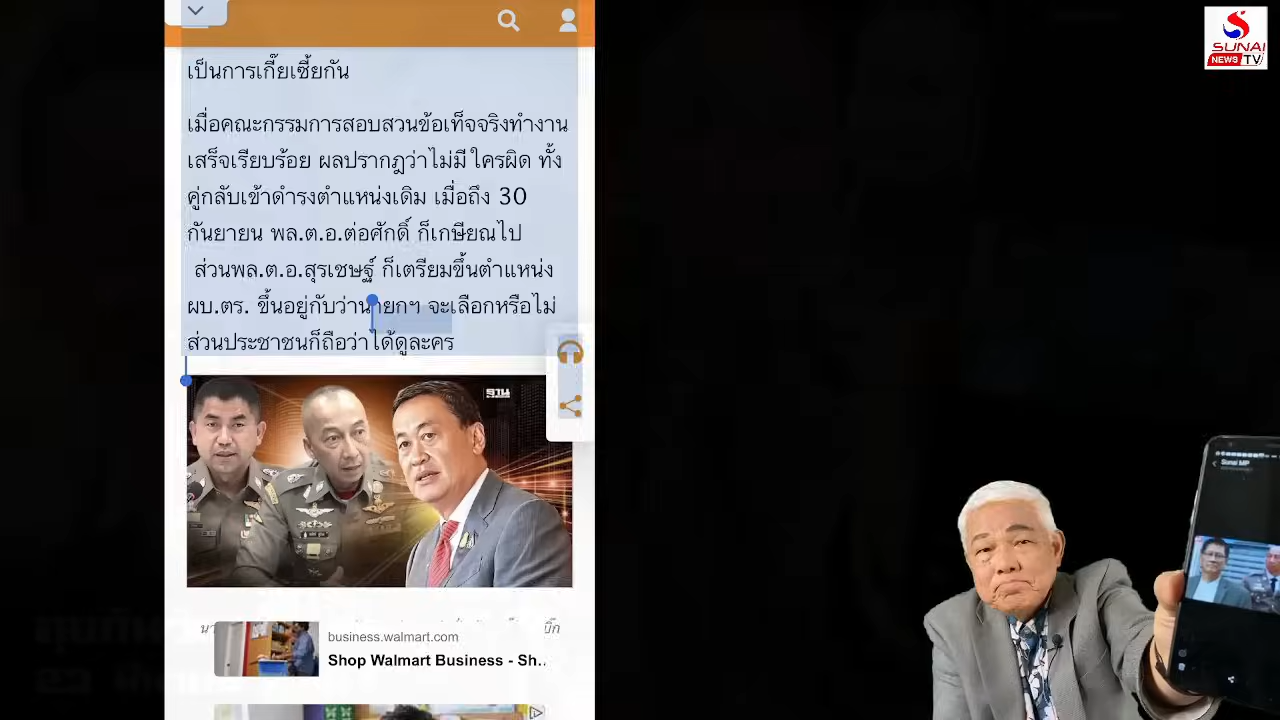 SUNAI
NEWS TV
เป็นการเกี๊ยเซี้ยกัน
เมื่อคณะกรรมการสอบสวนข้อเท็จจริงทำงาน
เสร็จเรียบร้อย ผลปรากฎว่าไม่มี ใครผิด ทั้ง
คู่กลับเข้าดำรงตำแหน่งเดิม เมื่อถึง 30
กันยายน พล.ต.อ.ต่อศักดิ์ ก็เกษียณไป
ส่วนพล.ต.อ.สุรเชษฐ์ ก็เตรียมขึ้นตำแหน่ง
ผบ.ตร. ขึ้นอยู่กับว่านายกฯ จะเลือกหรือไม่
ส่วนประชาชนก็ถือว่าได้ดูละคร
ฐาน
business.walmart.com
Shop Walmart Business - Sh..
Sunai MP